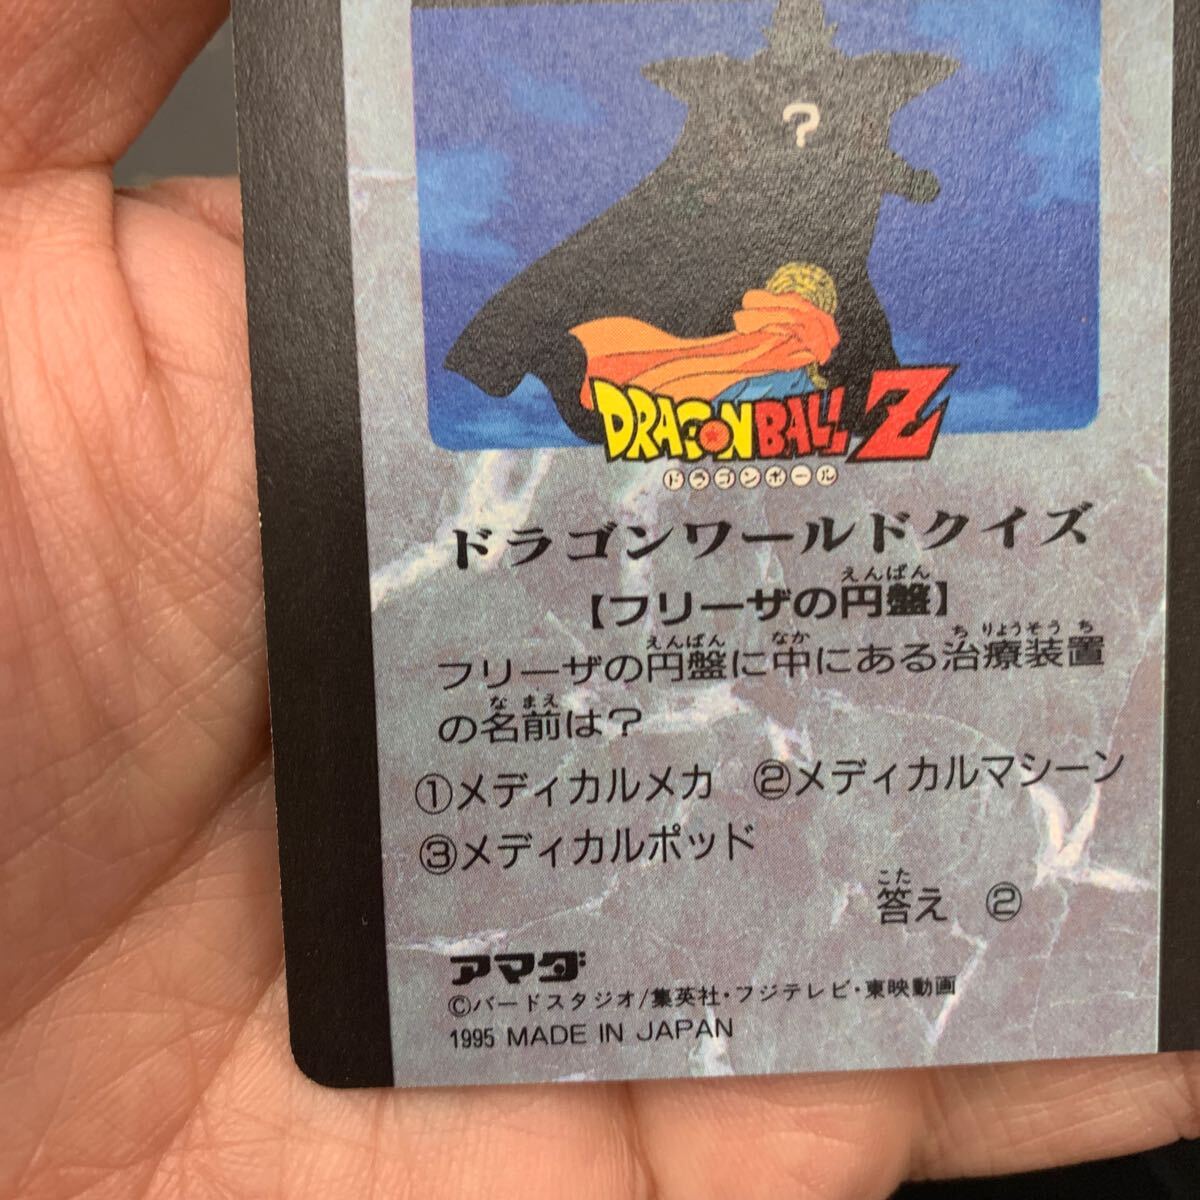 ?
DRAGON BALL Z
ドラゴンボール
ドラゴンワールドクイズ
えんばん
【フリーザの円盤】
えんばん なか ちりょうそうち
フリーザの円盤に中にある治療装置
なまえ
の名前は?
①メディカルメカ ②メディカルマシーン
③メディカルポッド
こた
答え ②
アマダ
©バードスタジオ/集英社・フジテレビ・東映動画
1995 MADE IN JAPAN